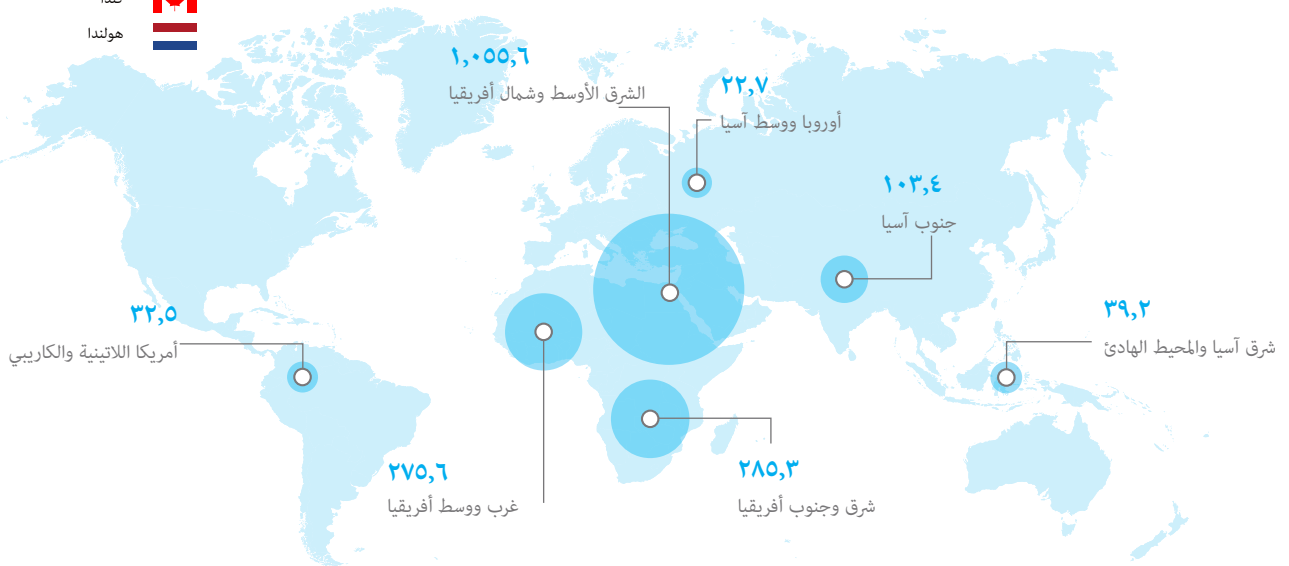 كندا
هولندا
١,٠٥٥,٦
الشرق الأوسط وشمال أفريقيا
٢٢,٧
أوروبا ووسط آسيا
١٠٣,٤
جنوب آسيا
٣٩,٢
شرق آسيا والمحيط الهادئ
٣٢,٥
أمريكا اللاتينية والكاريبي
٢٨٥,٣
شرق وجنوب أفريقيا
٢٧٥,٦
غرب ووسط أفريقيا